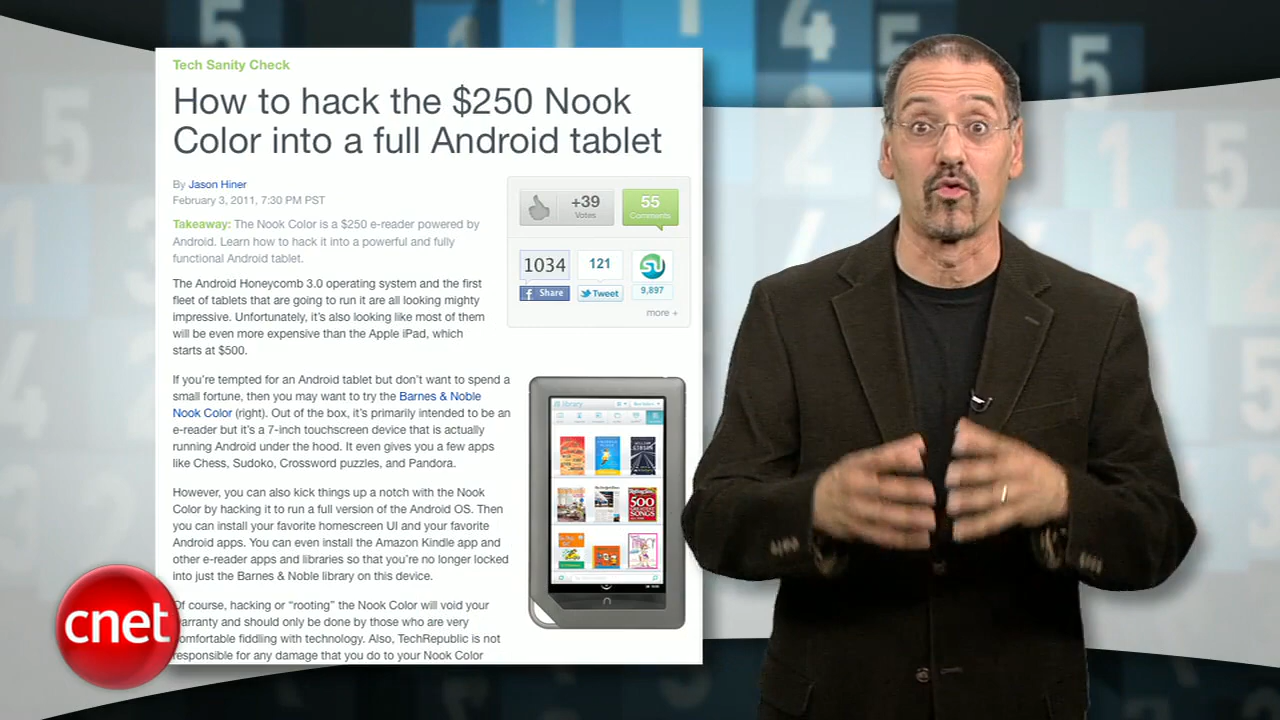 Tech Sanity Check
How to hack the $250 Nook
Color into a full Android tablet
By Jason Hiner
February 3, 2011, 7:30 PM PST
Takeaway: The Nook Color is a $250 e-reader powered by
Android. Learn how to hack it into a powerful and fully
functional Android tablet.
+39
Votes
55
Comments
1034
Share
121
Tweet
9,897
more +
The Android Honeycomb 3.0 operating system and the first
fleet of tablets that are going to run it are all looking mighty
impressive. Unfortunately, it's also looking like most of them
will be even more expensive than the Apple iPad, which
starts at $500.
If you're tempted for an Android tablet but don't want to spend a
small fortune, then you may want to try the Barnes & Noble
Nook Color (right). Out of the box, it's primarily intended to be an
e-reader but it's a 7-inch touchscreen device that is actually
running Android under the hood. It even gives you a few apps
like Chess, Sudoko, Crossword puzzles, and Pandora.
However, you can also kick things up a notch with the Nook
Color by hacking it to run a full version of the Android OS. Then
you can install your favorite homescreen UI and your favorite
Android apps. You can even install the Amazon Kindle app and
other e-reader apps and libraries so that you're no longer locked
into just the Barnes & Noble library on this device.
Of course, hacking or "rooting" the Nook Color will void your
warranty and should only be done by those who are very
comfortable fiddling with technology. Also, TechRepublic is not
responsible for any damage that you do to your Nook Color
library
500
cnet
5
4
5
5
2
1
5
1
3
4